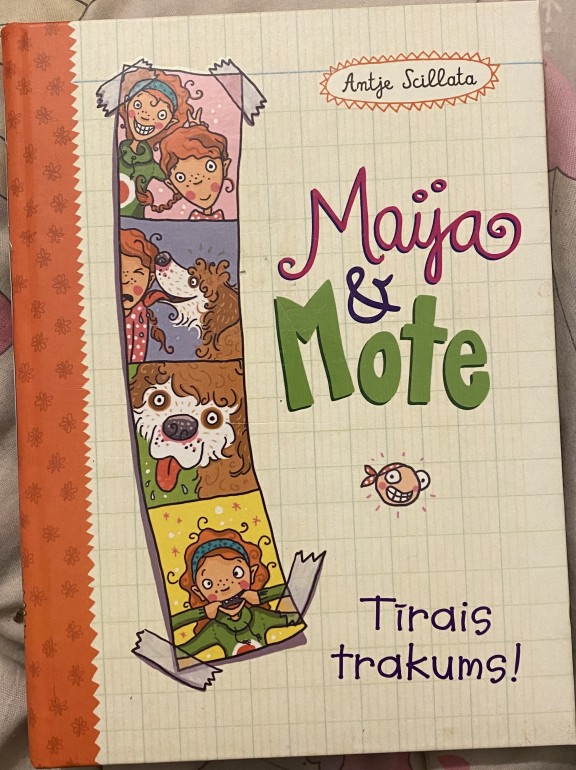 Antje Scillata
Maija
&
Mote
Tīrais
trakums!